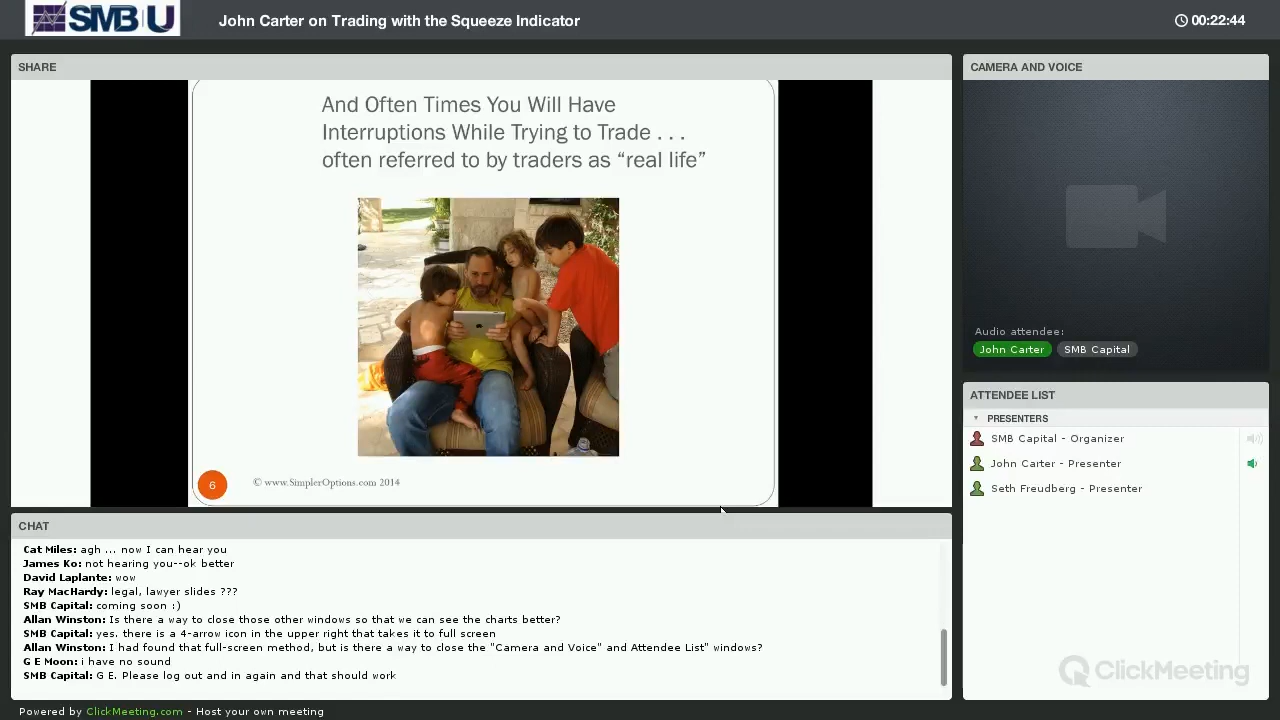 SMB U
John Carter on Trading with the Squeeze Indicator
00:22:44
SHARE
And Often Times You Will Have
Interruptions While Trying to Trade . . .
often referred to by traders as “real life”
6
© www.SimplerOptions.com 2014
CAMERA AND VOICE
Audio attendee:
John Carter
SMB Capital
ATTENDEE LIST
PRESENTERS
SMB Capital - Organizer
John Carter - Presenter
Seth Freudberg - Presenter
CHAT
Cat Miles: agh ... now I can hear you
James Ko: not hearing you--ok better
David Laplante: wow
Ray MacHardy: legal, lawyer slides ???
SMB Capital: coming soon :)
Allan Winston: Is there a way to close those other windows so that we can see the charts better?
SMB Capital: yes. there is a 4-arrow icon in the upper right that takes it to full screen
Allan Winston: I had found that full-screen method, but is there a way to close the "Camera and Voice" and Attendee List" windows?
G E Moon: i have no sound
SMB Capital: G E. Please log out and in again and that should work
ClickMeeting
Powered by ClickMeeting.com - Host your own meeting